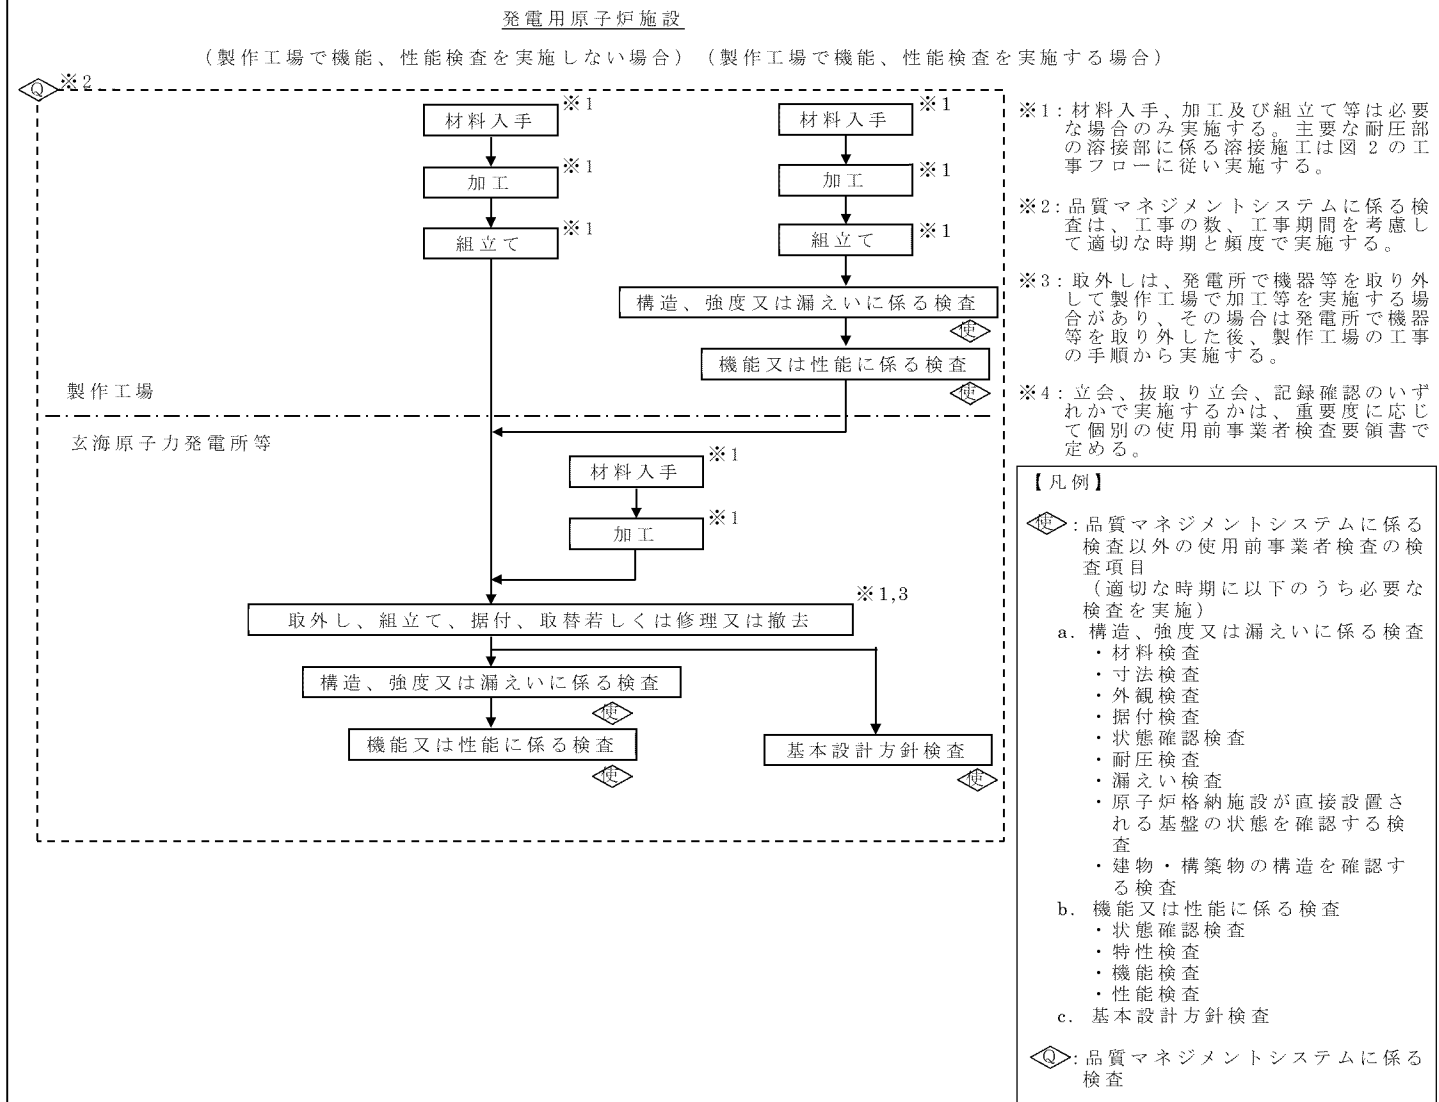 発電用原子炉施設
(製作工場で機能、性能検査を実施しない場合) (製作工場で機能、性能検査を実施する場合)
Q ※2
材料入手 ※1
加工 ※1
組立て ※1
材料入手 ※1
加工 ※1
組立て ※1
構造、強度又は漏えいに係る検査
使
機能又は性能に係る検査
使
製作工場
玄海原子力発電所等
材料入手 ※1
加工 ※1
※1,3
取外し、組立て、据付、取替若しくは修理又は撤去
構造、強度又は漏えいに係る検査
使
機能又は性能に係る検査
使
基本設計方針検査
使
※1:材料入手、加工及び組立て等は必要
な場合のみ実施する。主要な耐圧部
の溶接部に係る溶接施工は図2の工
事フローに従い実施する。
※2:品質マネジメントシステムに係る検
査は、工事の数、工事期間を考慮し
て適切な時期と頻度で実施する。
※3:取外しは、発電所で機器等を取り外
して製作工場で加工等を実施する場
合があり、その場合は発電所で機器
等を取り外した後、製作工場の工事
の手順から実施する。
※4:立会、抜取り立会、記録確認のいず
れかで実施するかは、重要度に応じ
て個別の使用前事業者検査要領書で
定める。
【凡例】
使:品質マネジメントシステムに係る
検査以外の使用前事業者検査の検
査項目
(適切な時期に以下のうち必要な
検査を実施)
a. 構造、強度又は漏えいに係る検査
・材料検査
・寸法検査
・外観検査
・据付検査
・状態確認検査
・耐圧検査
・漏えい検査
・原子炉格納施設が直接設置さ
れる基盤の状態を確認する検
査
・建物・構築物の構造を確認す
る検査
b. 機能又は性能に係る検査
・状態確認検査
・特性検査
・機能検査
・性能検査
c. 基本設計方針検査
Q:品質マネジメントシステムに係る
検査